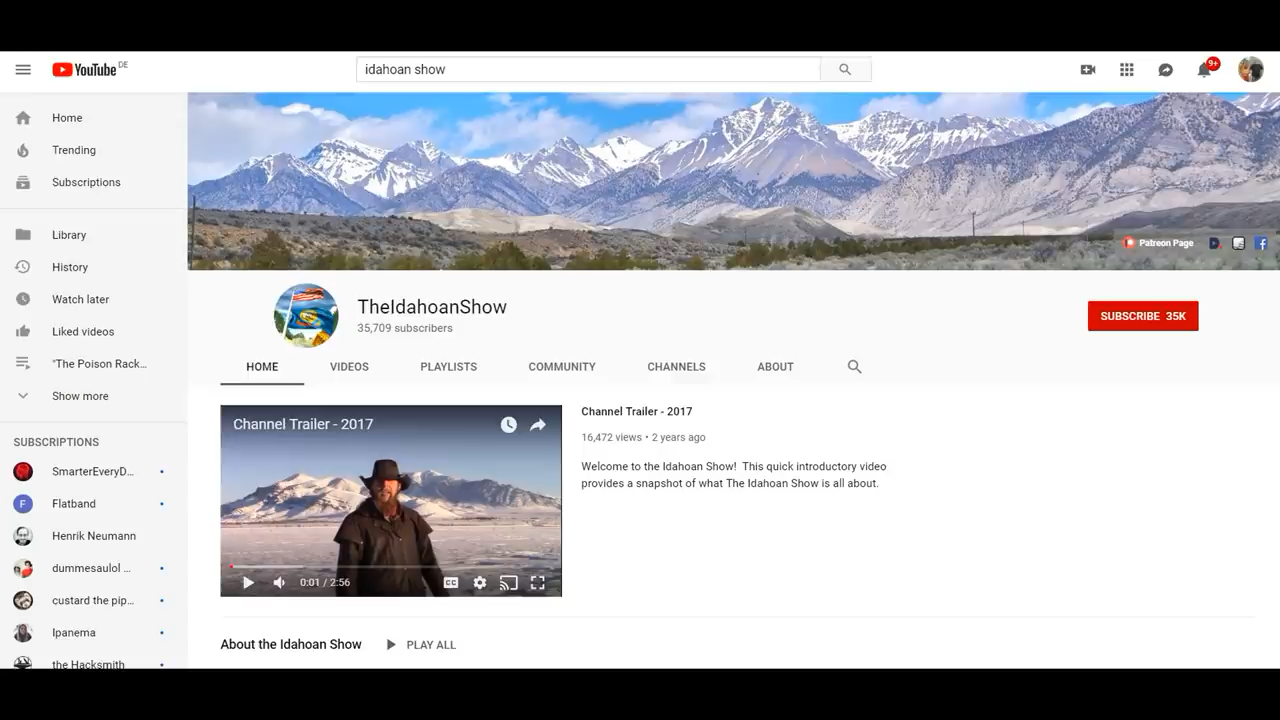 YouTube DE
idahoan show
9+
Home
Trending
Subscriptions
Library
History
Watch later
Liked videos
"The Poison Rack...
Show more
SUBSCRIPTIONS
SmarterEveryD...
F Flatband
Henrik Neumann
dummesaulol ...
custard the pip...
Ipanema
the Hacksmith
Patreon Page
TheIdahoanShow
35,709 subscribers
SUBSCRIBE 35K
HOME VIDEOS PLAYLISTS COMMUNITY CHANNELS ABOUT
Channel Trailer - 2017
0:01 / 2:56
CC
Channel Trailer - 2017
16,472 views • 2 years ago
Welcome to the Idahoan Show! This quick introductory video
provides a snapshot of what The Idahoan Show is all about.
About the Idahoan Show PLAY ALL